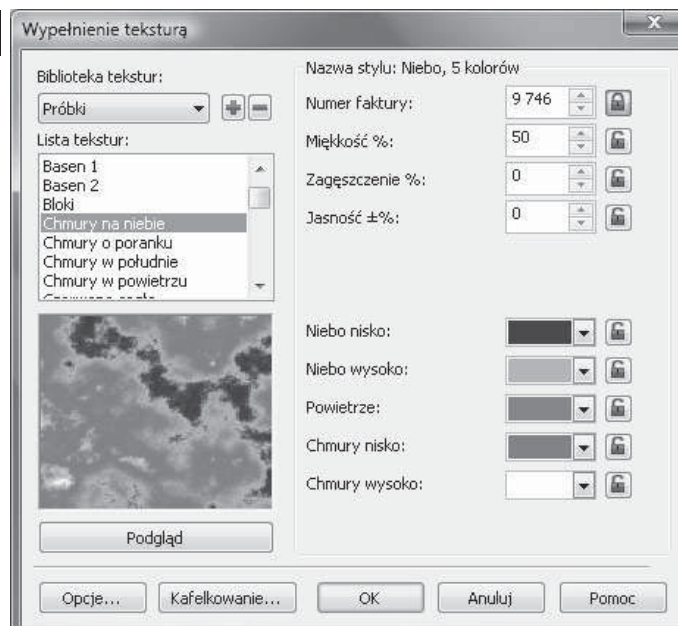 Wypełnienie teksturą
Biblioteka tekstur:
Próbki
Lista tekstur:
Basen 1
Basen 2
Bloki
Chmury na niebie
Chmury o poranku
Chmury w południe
Chmury w powietrzu
Podgląd
Nazwa stylu: Niebo, 5 kolorów
Numer faktury: 9 746
Miękkość %: 50
Zagęszczenie %: 0
Jasność ±%: 0
Niebo nisko:
Niebo wysoko:
Powietrze:
Chmury nisko:
Chmury wysoko:
Opcje... Kafelkowanie... OK Anuluj Pomoc